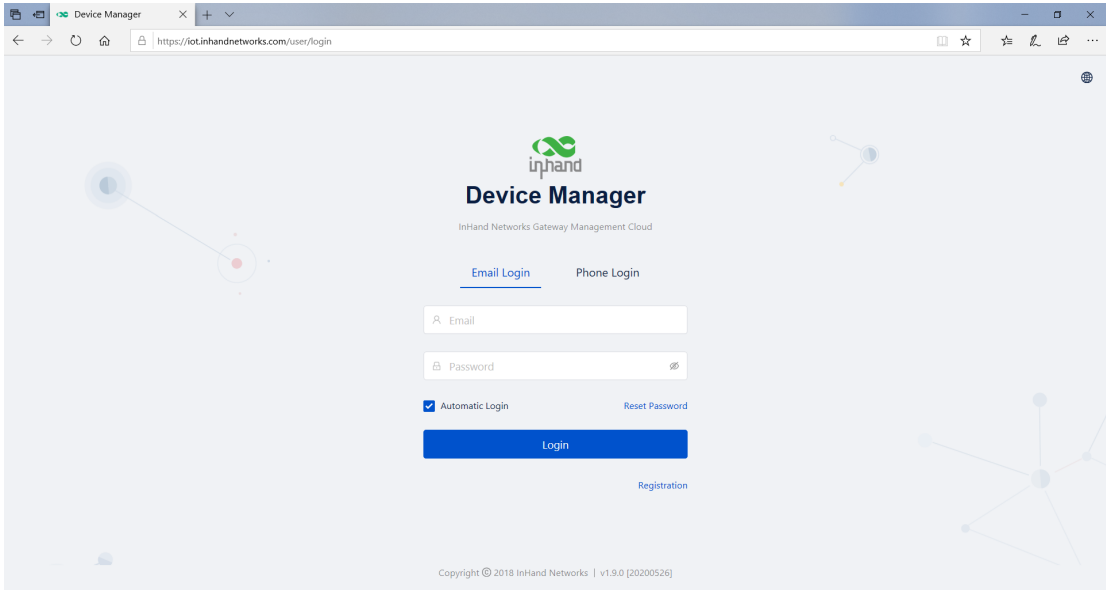 Device Manager
https://iot.inhandnetworks.com/user/login
inhand
Device Manager
InHand Networks Gateway Management Cloud
Email Login Phone Login
Email
Password
Automatic Login Reset Password
Login
Registration
Copyright © 2018 InHand Networks | v1.9.0 [20200526]